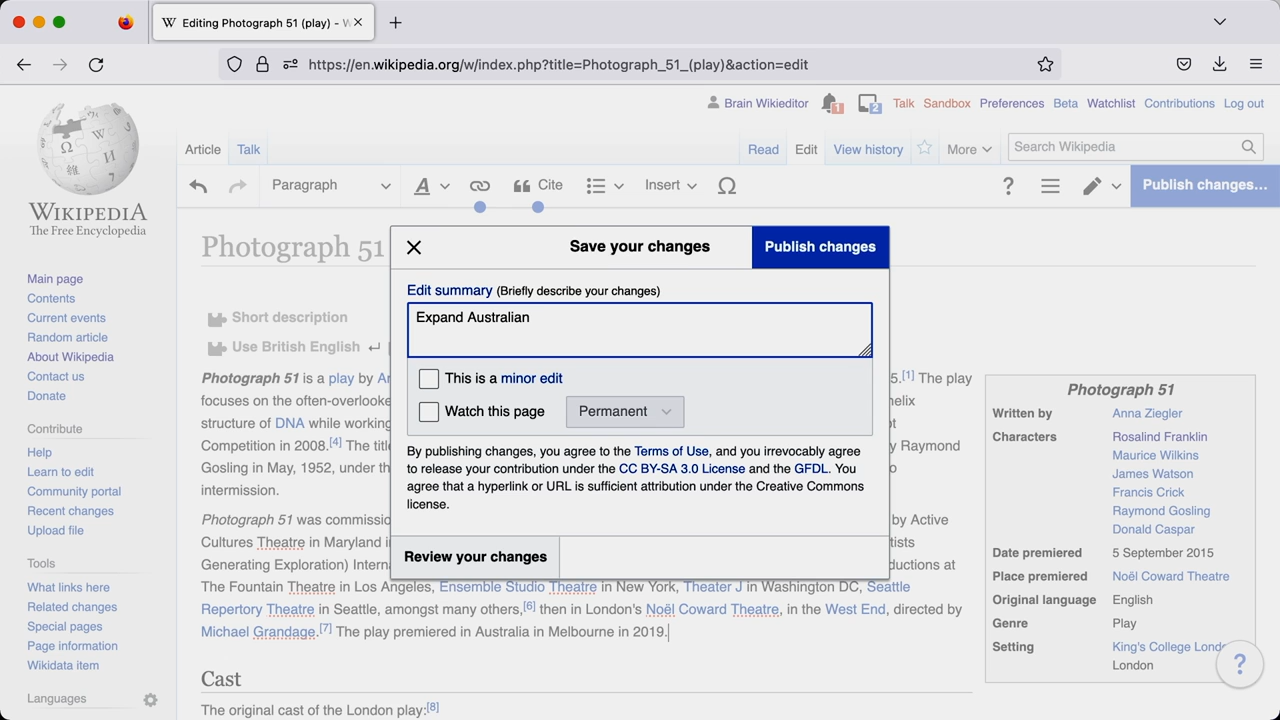 Editing Photograph 51 (play) – W
https://en.wikipedia.org/w/index.php?title=Photograph_51_(play)&action=edit
Brain Wikieditor 1 2 Talk Sandbox Preferences Beta Watchlist Contributions Log out
Article Talk Read Edit View history More Search Wikipedia
Paragraph A Cite Insert Ω ? Publish changes...
WIKIPEDIA
The Free Encyclopedia
Main page
Contents
Current events
Random article
About Wikipedia
Contact us
Donate
Contribute
Help
Learn to edit
Community portal
Recent changes
Upload file
Tools
What links here
Related changes
Special pages
Page information
Wikidata item
Languages
Photograph 51
Short description
Use British English
Save your changes
Publish changes
Edit summary (Briefly describe your changes)
Expand Australian
This is a minor edit
Watch this page Permanent
By publishing changes, you agree to the Terms of Use, and you irrevocably agree
to release your contribution under the CC BY-SA 3.0 License and the GFDL. You
agree that a hyperlink or URL is sufficient attribution under the Creative Commons
license.
Review your changes
Photograph 51 is a play by 5.[1] The play
focuses on the often-overlooke elix
structure of DNA while working
Competition in 2008.[4] The titl y Raymond
Gosling in May, 1952, under th
intermission.
Photograph 51 was commissio by Active
Cultures Theatre in Maryland i tists
Generating Exploration) Interna ductions at
The Fountain Theatre in Los Angeles, Ensemble Studio Theatre in New York, Theater J in Washington DC, Seattle
Repertory Theatre in Seattle, amongst many others,[6] then in London's Noël Coward Theatre, in the West End, directed by
Michael Grandage.[7] The play premiered in Australia in Melbourne in 2019.
Cast
The original cast of the London play:[8]
Photograph 51
Written by Anna Ziegler
Characters Rosalind Franklin
Maurice Wilkins
James Watson
Francis Crick
Raymond Gosling
Donald Caspar
Date premiered 5 September 2015
Place premiered Noël Coward Theatre
Original language English
Genre Play
Setting King's College Londo
London
?